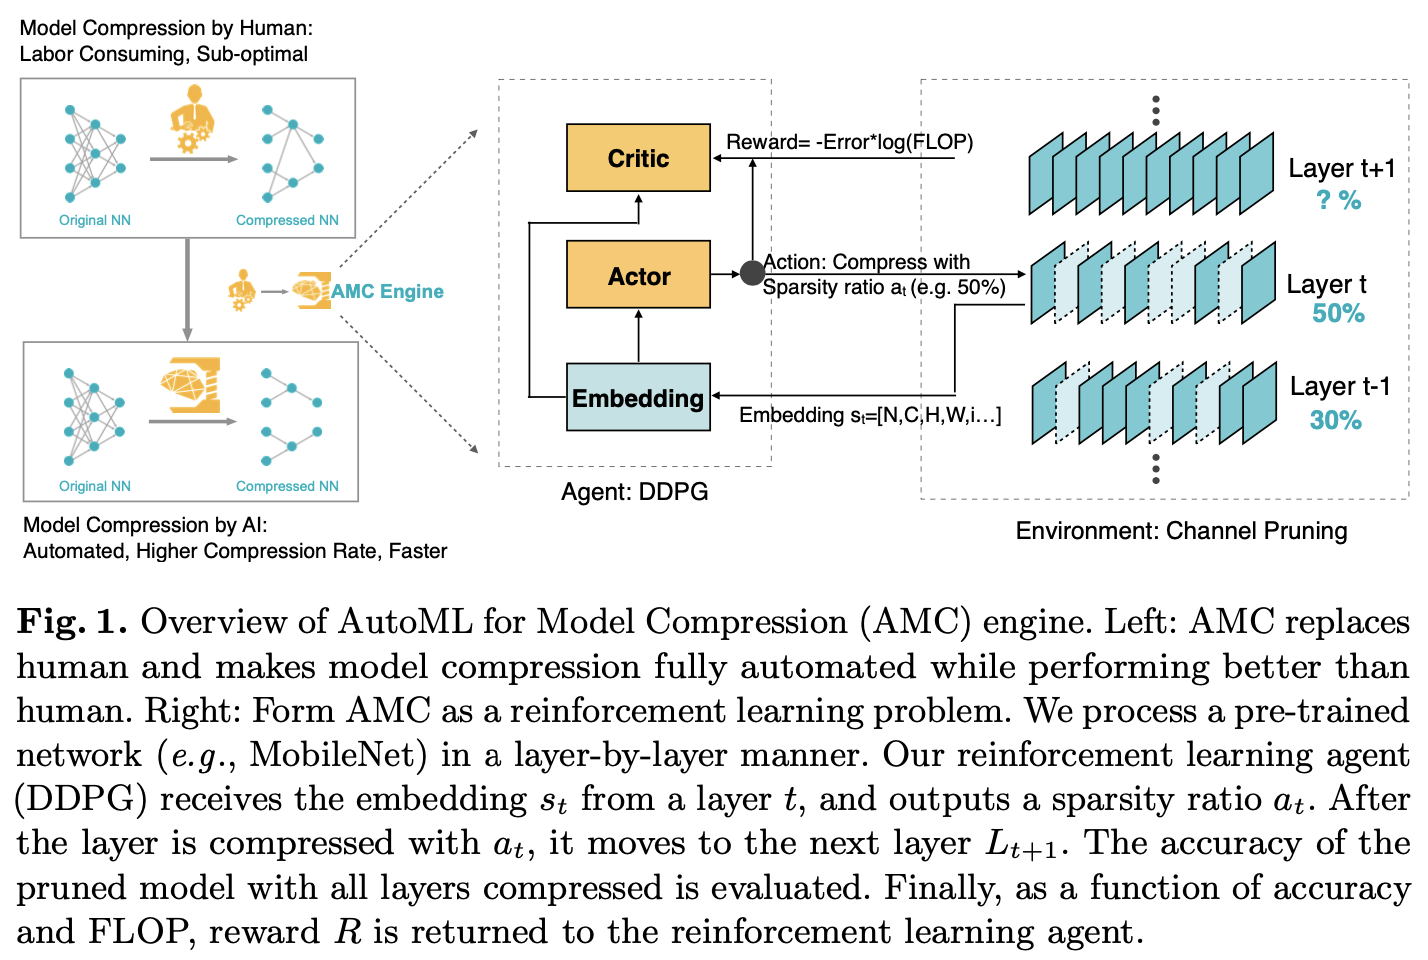 Model Compression by Human:
Labor Consuming, Sub-optimal
Original NN
Compressed NN
AMC Engine
Original NN
Compressed NN
Model Compression by AI:
Automated, Higher Compression Rate, Faster
Critic
Actor
Embedding
Agent: DDPG
Reward= -Error*log(FLOP)
Action: Compress with
Sparsity ratio aₜ (e.g. 50%)
Embedding sₜ=[N,C,H,W,i…]
Layer t+1
? %
Layer t
50%
Layer t-1
30%
Environment: Channel Pruning
Fig. 1. Overview of AutoML for Model Compression (AMC) engine. Left: AMC replaces
human and makes model compression fully automated while performing better than
human. Right: Form AMC as a reinforcement learning problem. We process a pre-trained
network (e.g., MobileNet) in a layer-by-layer manner. Our reinforcement learning agent
(DDPG) receives the embedding sₜ from a layer t, and outputs a sparsity ratio aₜ. After
the layer is compressed with aₜ, it moves to the next layer Lₜ₊₁. The accuracy of the
pruned model with all layers compressed is evaluated. Finally, as a function of accuracy
and FLOP, reward R is returned to the reinforcement learning agent.